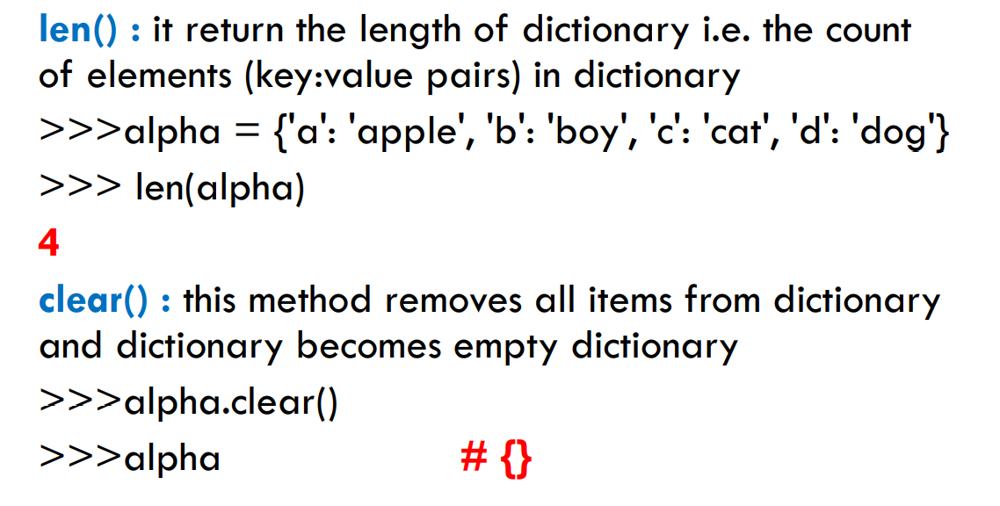 len() : it return the length of dictionary i.e. the count
of elements (key:value pairs) in dictionary
>>>alpha = {'a': 'apple', 'b': 'boy', 'c': 'cat', 'd': 'dog'}
>>> len(alpha)
4
clear() : this method removes all items from dictionary
and dictionary becomes empty dictionary
>>>alpha.clear()
>>>alpha # {}